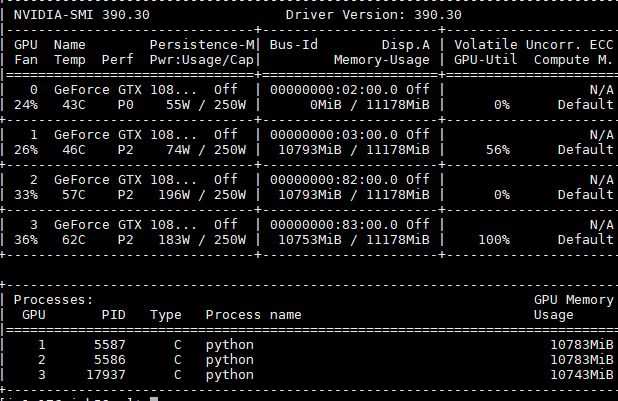 NVIDIA-SMI 390.30                 Driver Version: 390.30
GPU  Name        Persistence-M| Bus-Id        Disp.A | Volatile Uncorr. ECC
Fan  Temp  Perf  Pwr:Usage/Cap|         Memory-Usage | GPU-Util  Compute M.
0  GeForce GTX 108...  Off  | 00000000:02:00.0 Off |                  N/A
24%   43C    P0    55W / 250W |      0MiB / 11178MiB |      0%      Default
1  GeForce GTX 108...  Off  | 00000000:03:00.0 Off |                  N/A
26%   46C    P2    74W / 250W |  10793MiB / 11178MiB |     56%      Default
2  GeForce GTX 108...  Off  | 00000000:82:00.0 Off |                  N/A
33%   57C    P2   196W / 250W |  10793MiB / 11178MiB |      0%      Default
3  GeForce GTX 108...  Off  | 00000000:83:00.0 Off |                  N/A
36%   62C    P2   183W / 250W |  10753MiB / 11178MiB |    100%      Default
Processes:                                                       GPU Memory
GPU       PID   Type   Process name                             Usage
1      5587      C   python                                     10783MiB
2      5586      C   python                                     10783MiB
3     17937      C   python                                     10743MiB